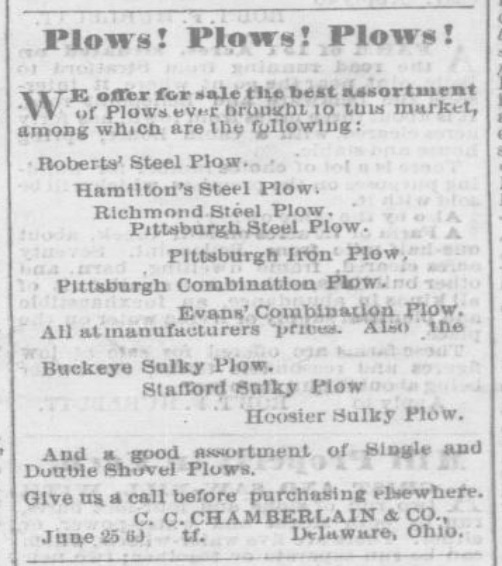 Plows! Plows! Plows!
WE offer for sale the best assortment
of Plows ever brought to this market,
among which are the following:
Roberts' Steel Plow.
Hamilton's Steel Plow.
Richmond Steel Plow.
Pittsburgh Steel Plow.
Pittsburgh Iron Plow,
Pittsburgh Combination Plow.
Evans' Combination Plow.
All at manufacturers prices. Also the
Buckeye Sulky Plow.
Stafford Sulky Plow
Hoosier Sulky Plow.
And a good assortment of Single and
Double Shovel Plows.
Give us a call before purchasing elsewhere.
C. C. CHAMBERLAIN & CO.,
June 25 tf. Delaware, Ohio.